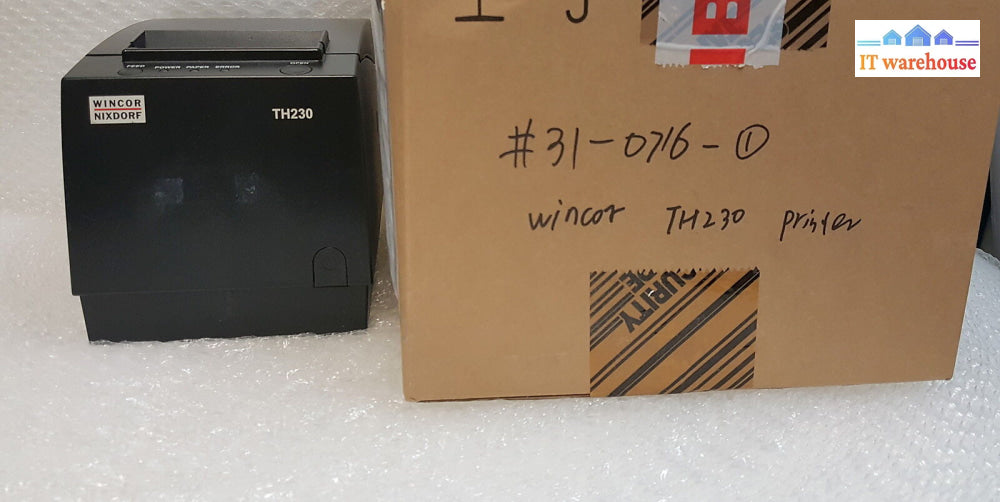 FEED POWER PAPER ERROR OPEN
WINCOR
NIXDORF
TH230
IT warehouse
#31-0716-①
wincor TH230 printer